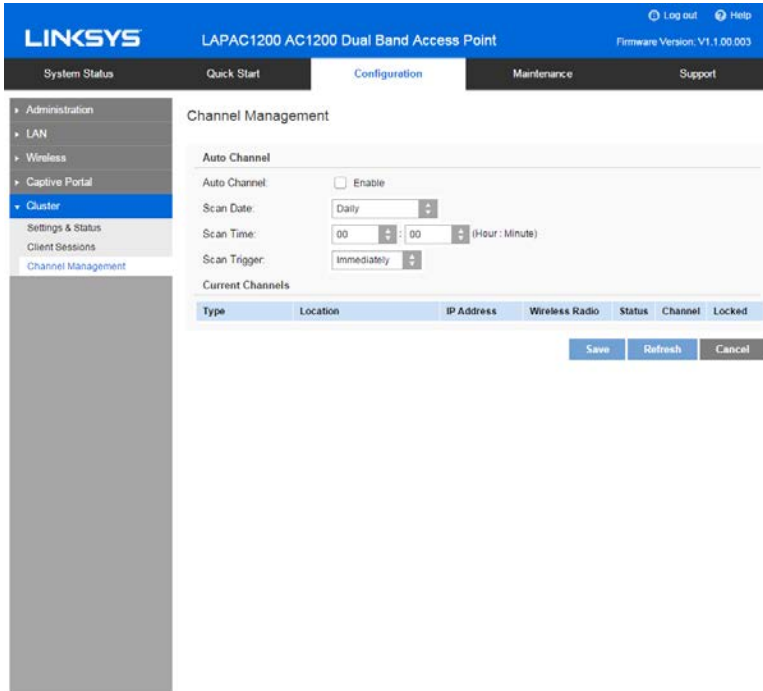 Log out Help
LINKSYS LAPAC1200 AC1200 Dual Band Access Point Firmware Version: V1.1.00.003
System Status Quick Start Configuration Maintenance Support
Administration
LAN
Wireless
Captive Portal
Cluster
Settings & Status
Client Sessions
Channel Management
Channel Management
Auto Channel
Auto Channel: Enable
Scan Date: Daily
Scan Time: 00 : 00 (Hour : Minute)
Scan Trigger: Immediately
Current Channels
Type Location IP Address Wireless Radio Status Channel Locked
Save Refresh Cancel